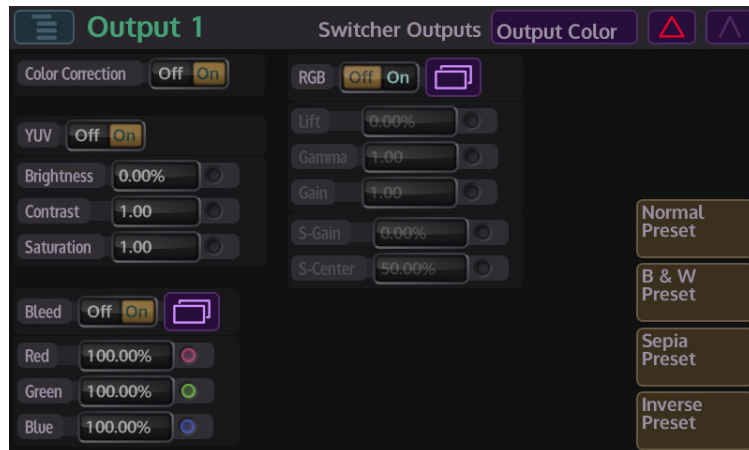 Output 1
Switcher Outputs Output Color
Color Correction Off On
YUV Off On
Brightness 0.00%
Contrast 1.00
Saturation 1.00
Bleed Off On
Red 100.00%
Green 100.00%
Blue 100.00%
RGB Off On
Lift 0.00%
Gamma 1.00
Gain 1.00
S-Gain 0.00%
S-Center 50.00%
Normal
Preset
B & W
Preset
Sepia
Preset
Inverse
Preset